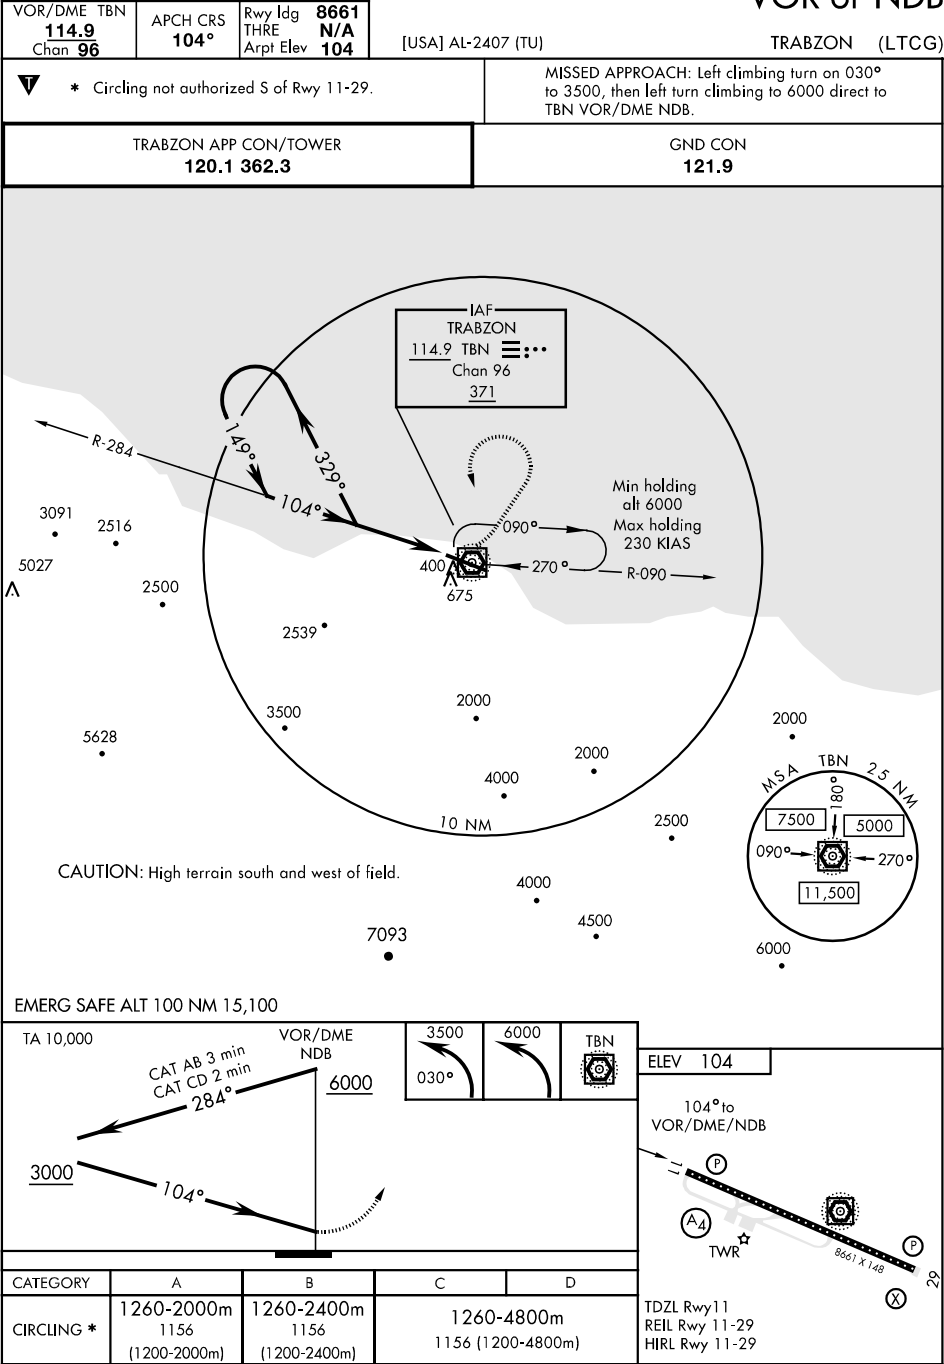 VOR or NDB
VOR/DME TBN
114.9
Chan 96
APCH CRS
104°
Rwy ldg 8661
THRE N/A
Arpt Elev 104
[USA] AL-2407 (TU)
TRABZON (LTCG)
T
* Circling not authorized S of Rwy 11-29.
MISSED APPROACH: Left climbing turn on 030°
to 3500, then left turn climbing to 6000 direct to
TBN VOR/DME NDB.
TRABZON APP CON/TOWER
120.1 362.3
GND CON
121.9
IAF
TRABZON
114.9 TBN
Chan 96
371
R-284
149°
329°
104°
Min holding
alt 6000
Max holding
230 KIAS
090°
270°
R-090
3091
2516
5027
2500
400
675
2539
3500
2000
5628
2000
2000
4000
10 NM
2500
MSA TBN 25 NM
180°
7500
5000
090°
270°
11,500
CAUTION: High terrain south and west of field.
4000
4500
7093
6000
EMERG SAFE ALT 100 NM 15,100
TA 10,000
VOR/DME
NDB
CAT AB 3 min
CAT CD 2 min
284°
6000
3000
104°
3500
030°
6000
TBN
ELEV 104
104° to
VOR/DME/NDB
11
P
A4
TWR
8661 X 148
P
29
X
TDZL Rwy11
REIL Rwy 11-29
HIRL Rwy 11-29
CATEGORY A B C D
CIRCLING *
1260-2000m
1156
(1200-2000m)
1260-2400m
1156
(1200-2400m)
1260-4800m
1156 (1200-4800m)